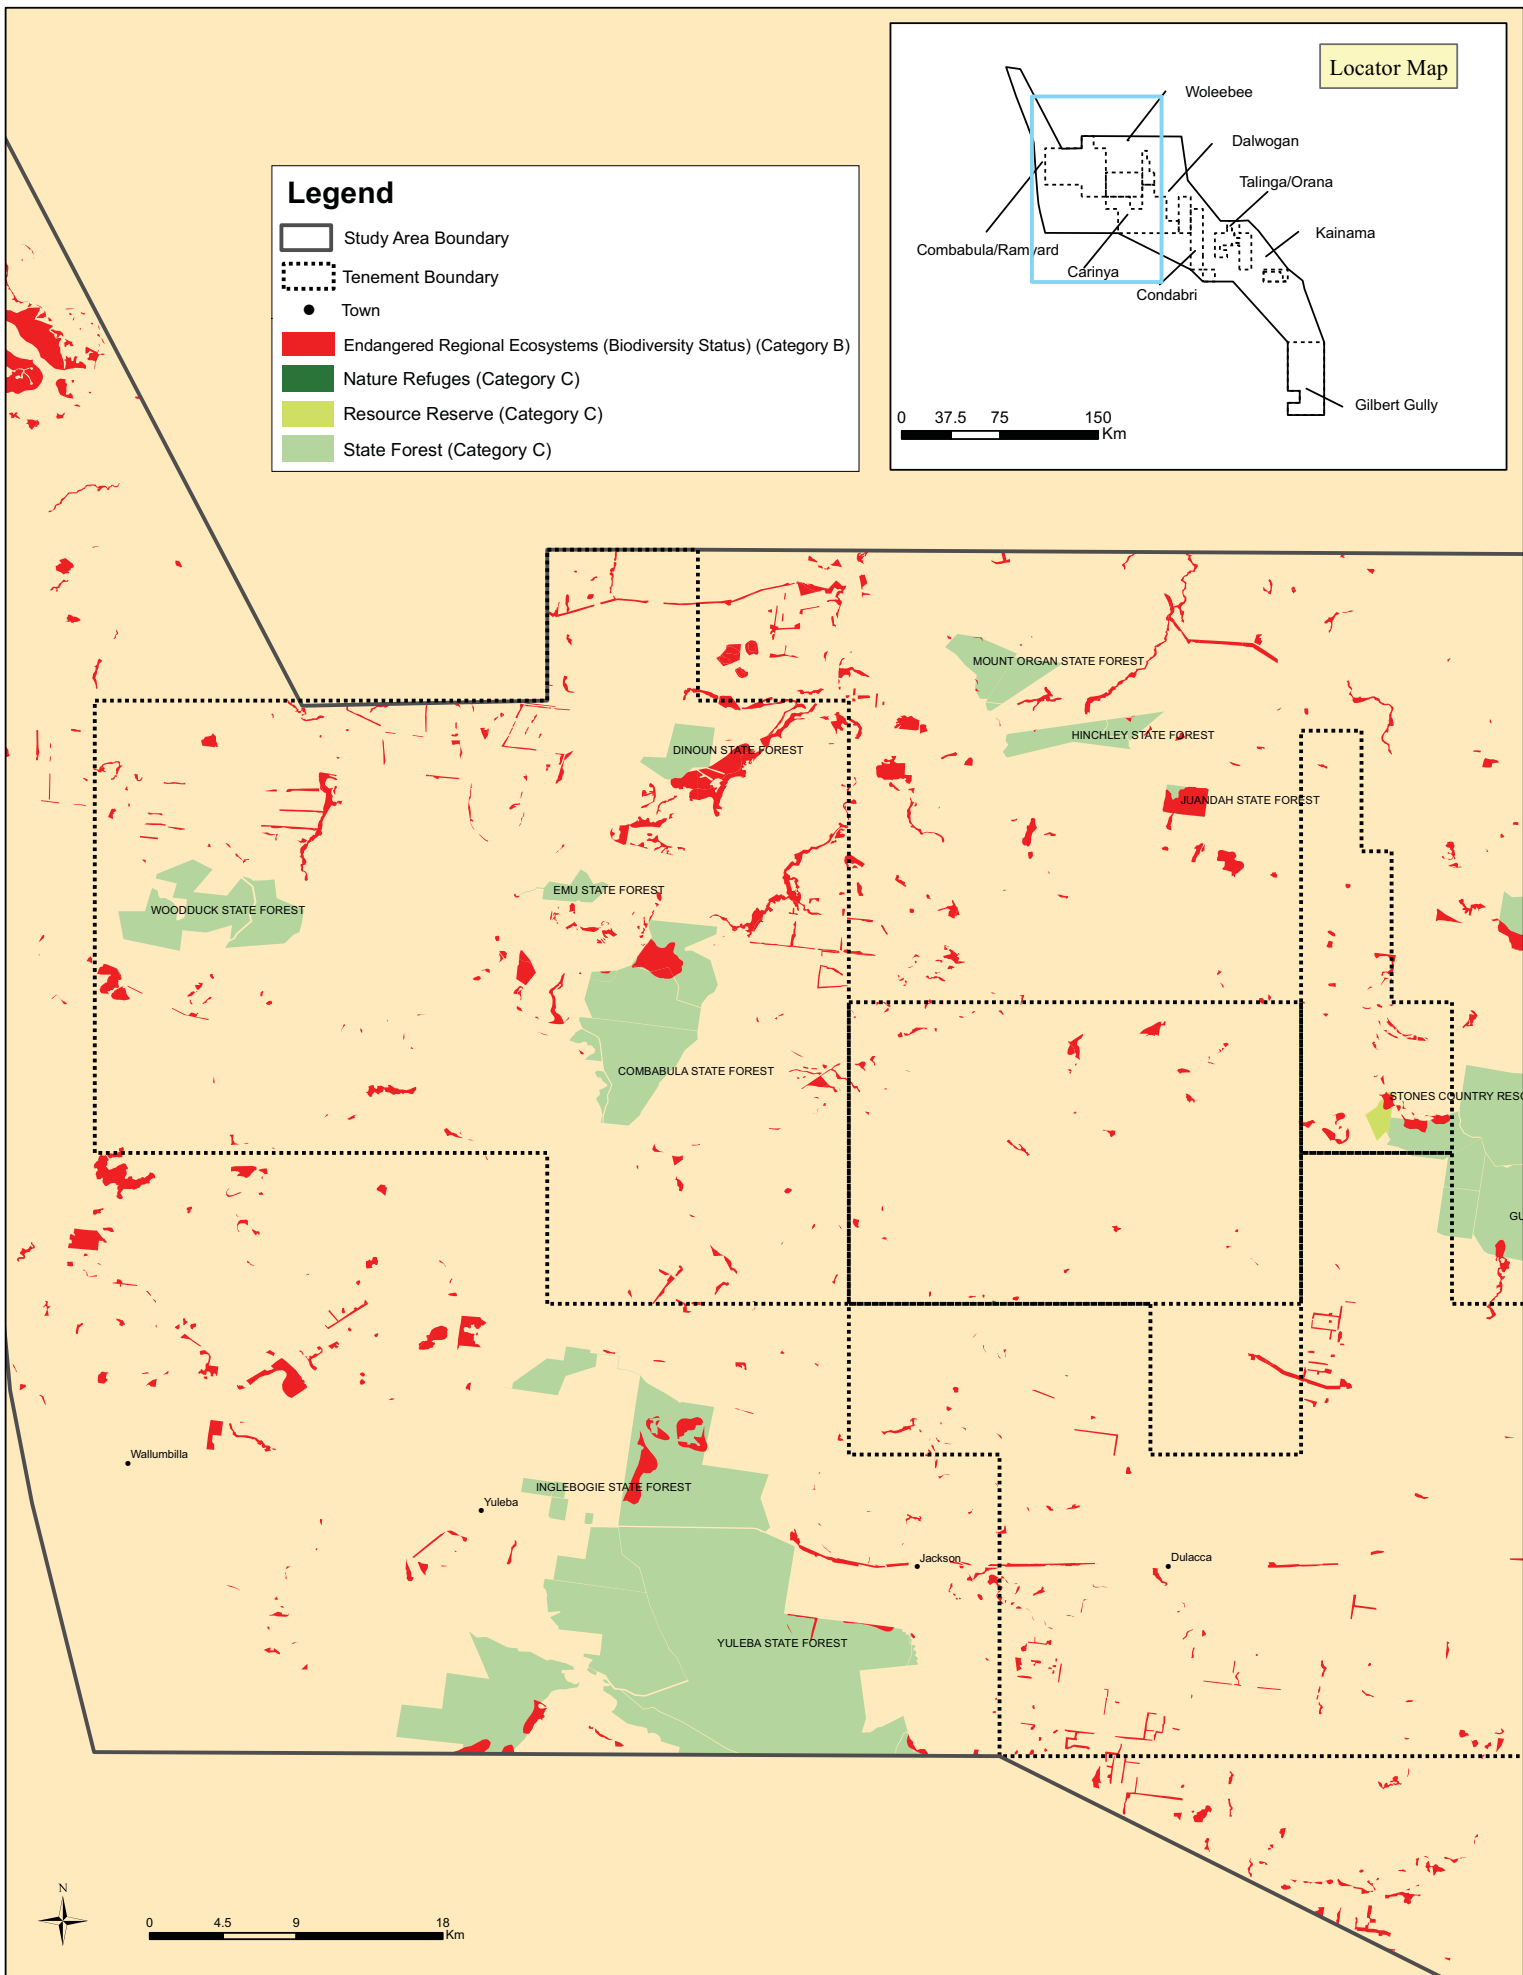 Locator Map
Woleebee
Dalwogan
Talinga/Orana
Kainama
Combabula/Ramyard
Carinya
Condabri
Gilbert Gully
0 37.5 75 150
Km
Legend
Study Area Boundary
Tenement Boundary
Town
Endangered Regional Ecosystems (Biodiversity Status) (Category B)
Nature Refuges (Category C)
Resource Reserve (Category C)
State Forest (Category C)
MOUNT ORGAN STATE FOREST
HINCHLEY STATE FOREST
DINOUN STATE FOREST
JUANDAH STATE FOREST
EMU STATE FOREST
WOODDUCK STATE FOREST
COMBABULA STATE FOREST
STONES COUNTRY RESO
GU
Wallumbilla
INGLEBOGIE STATE FOREST
Yuleba
Jackson
Dulacca
YULEBA STATE FOREST
N
0 4.5 9 18
Km